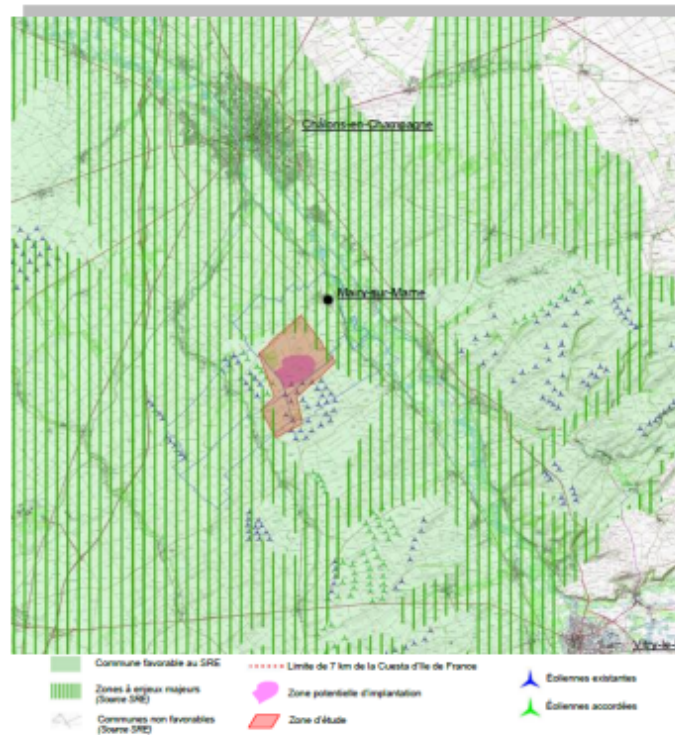 Châlons-en-Champagne
Mairy-sur-Marne
Vitry-le-
Commune favorable au SRE
Zones à enjeux majeurs
(Source SRE)
Communes non favorables
(Source SRE)
Limite de 7 km de la Cuesta d'Ile de France
Zone potentielle d'implantation
Zone d'étude
Éoliennes existantes
Éoliennes accordées